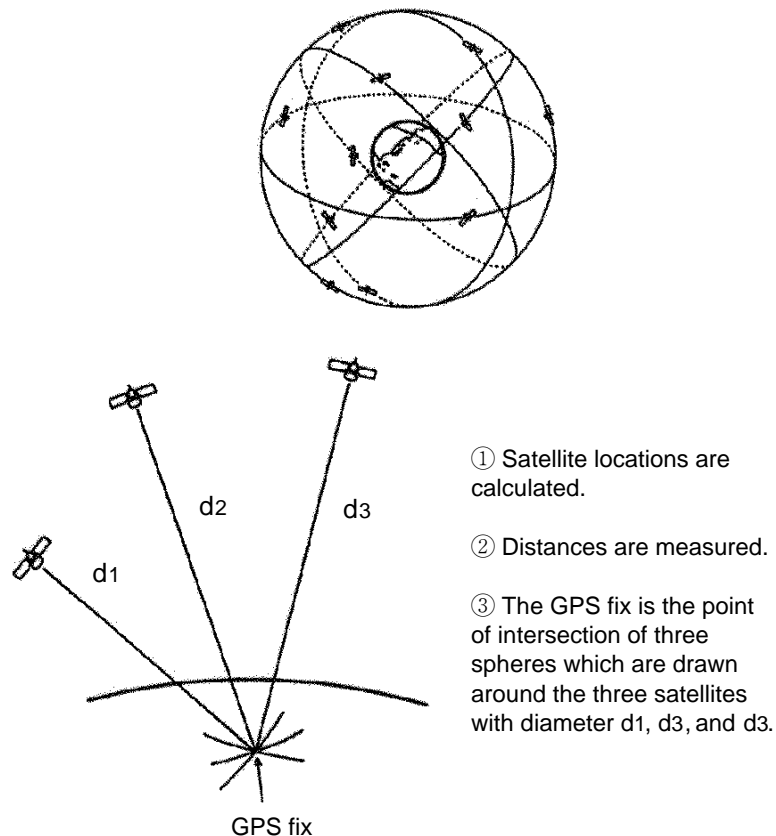 d1
d2
d3
① Satellite locations are
calculated.
② Distances are measured.
③ The GPS fix is the point
of intersection of three
spheres which are drawn
around the three satellites
with diameter d1, d3, and d3.
GPS fix